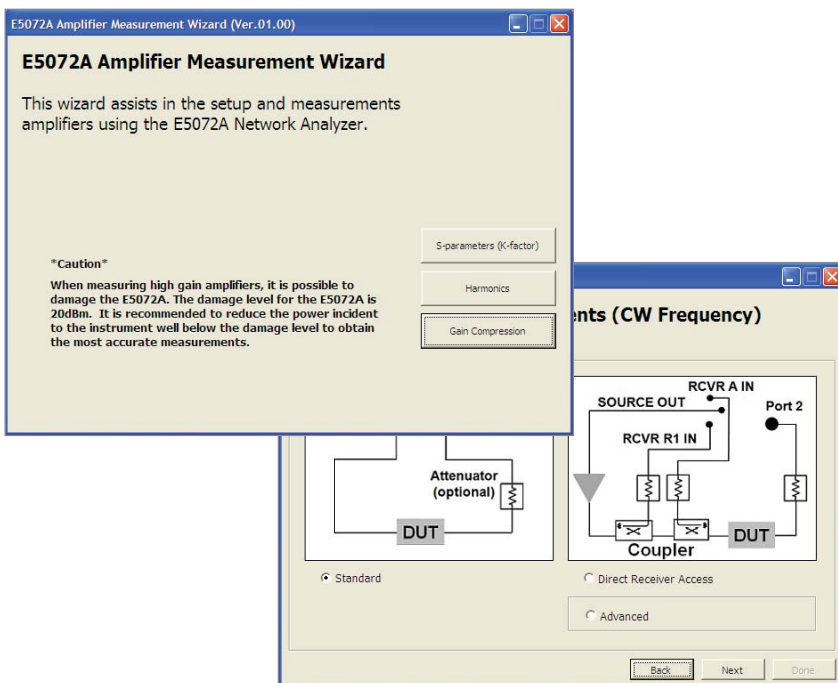 E5072A Amplifier Measurement Wizard (Ver.01.00)
E5072A Amplifier Measurement Wizard
This wizard assists in the setup and measurements
amplifiers using the E5072A Network Analyzer.
*Caution*
When measuring high gain amplifiers, it is possible to
damage the E5072A. The damage level for the E5072A is
20dBm. It is recommended to reduce the power incident
to the instrument well below the damage level to obtain
the most accurate measurements.
S-parameters (K-factor)
Harmonics
Gain Compression
ents (CW Frequency)
Attenuator
(optional)
DUT
RCVR A IN
SOURCE OUT
Port 2
RCVR R1 IN
DUT
Coupler
Standard
Direct Receiver Access
Advanced
Back
Next
Done